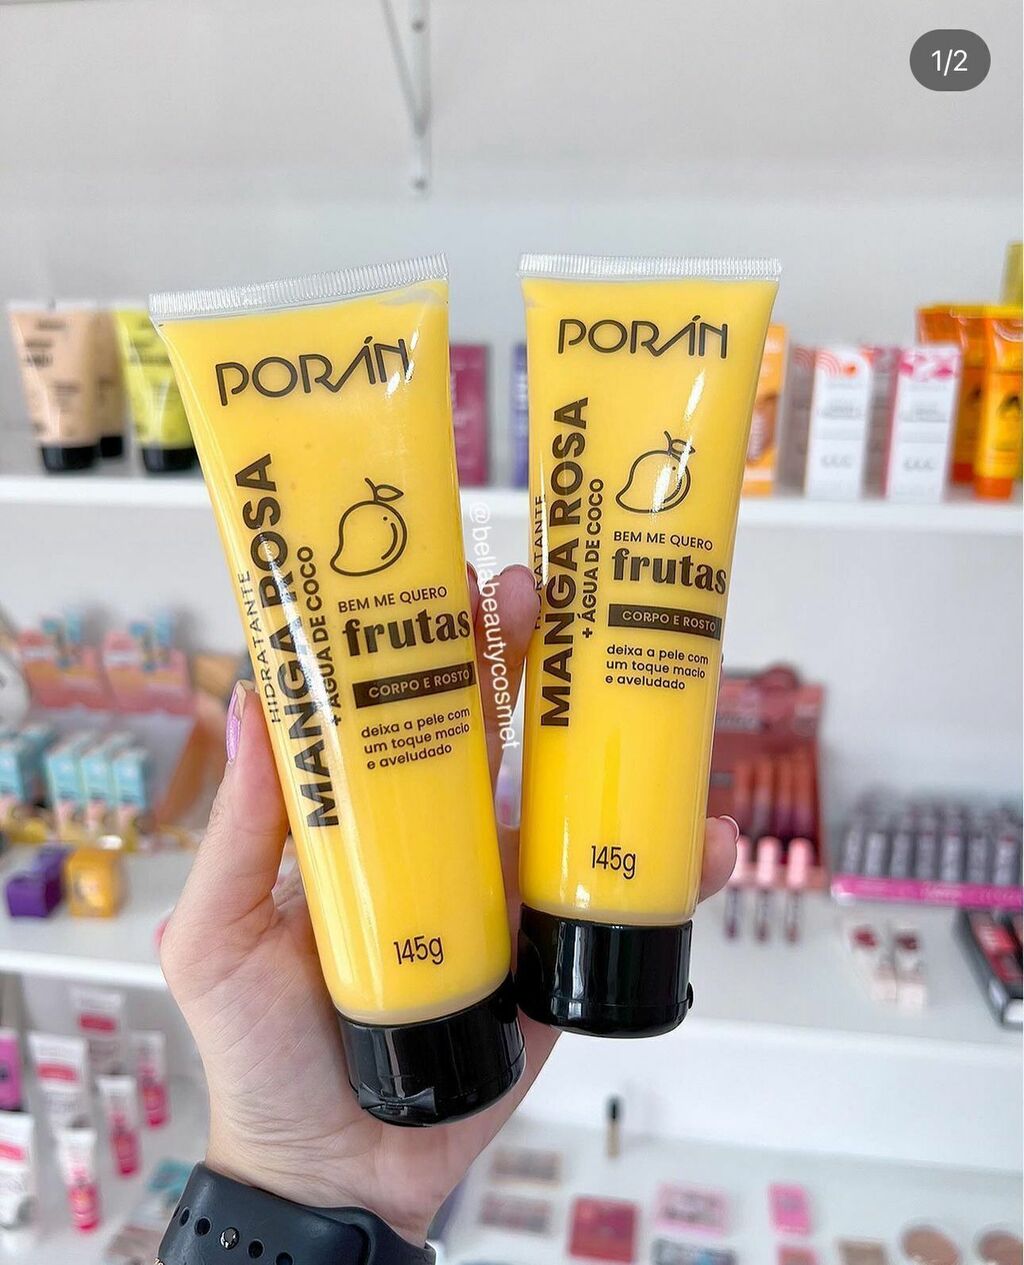 1/2
PORÁN
HIDRATANTE
MANGA ROSA
+ ÁGUA DE COCO
BEM ME QUERO
frutas
CORPO E ROSTO
deixa a pele com
um toque macio
e aveludado
145g
@bellabeautycosmet
PORÁN
HIDRATANTE
MANGA ROSA
+ ÁGUA DE COCO
BEM ME QUERO
frutas
CORPO E ROSTO
deixa a pele com
um toque macio
e aveludado
145g